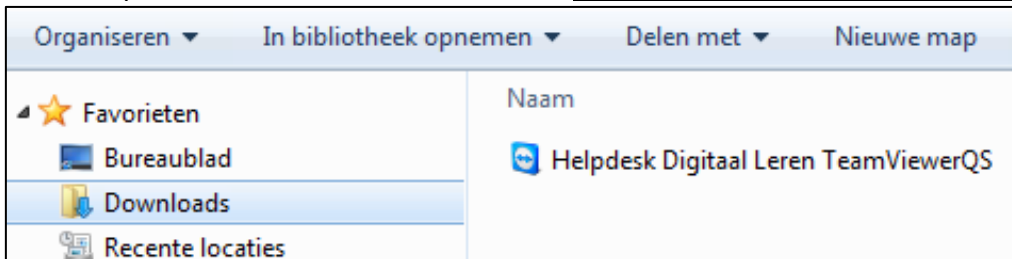 Organiseren In bibliotheek opnemen Delen met Nieuwe map
Favorieten
Bureaublad
Downloads
Recente locaties
Naam
Helpdesk Digitaal Leren TeamViewerQS